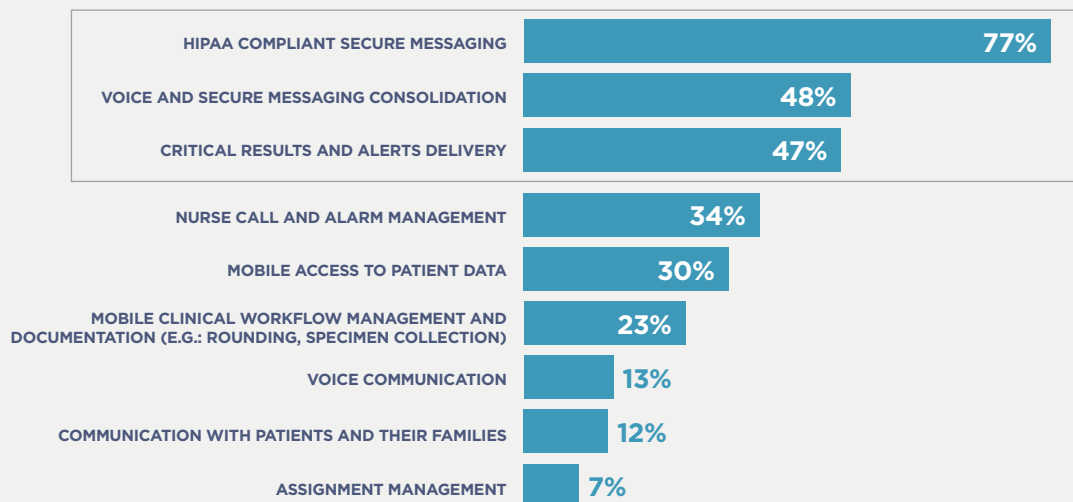 HIPAA COMPLIANT SECURE MESSAGING
77%
VOICE AND SECURE MESSAGING CONSOLIDATION
48%
CRITICAL RESULTS AND ALERTS DELIVERY
47%
NURSE CALL AND ALARM MANAGEMENT
34%
MOBILE ACCESS TO PATIENT DATA
30%
MOBILE CLINICAL WORKFLOW MANAGEMENT AND
DOCUMENTATION (E.G.: ROUNDING, SPECIMEN COLLECTION)
23%
VOICE COMMUNICATION
13%
COMMUNICATION WITH PATIENTS AND THEIR FAMILIES
12%
ASSIGNMENT MANAGEMENT
7%